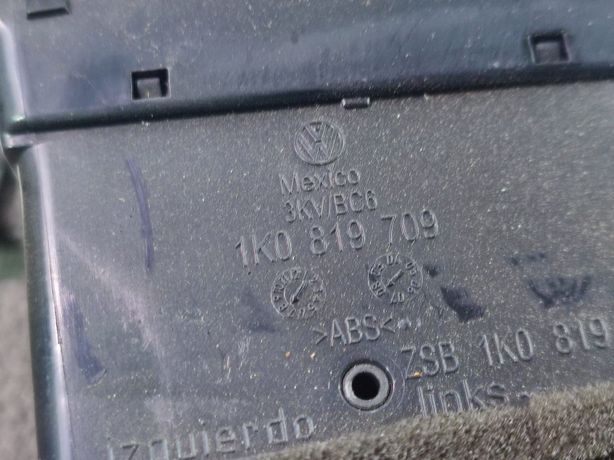 Mexico
3KV/BC6
1K0 819 709
>ABS<
ZSB 1K0 819
links
izquierdo